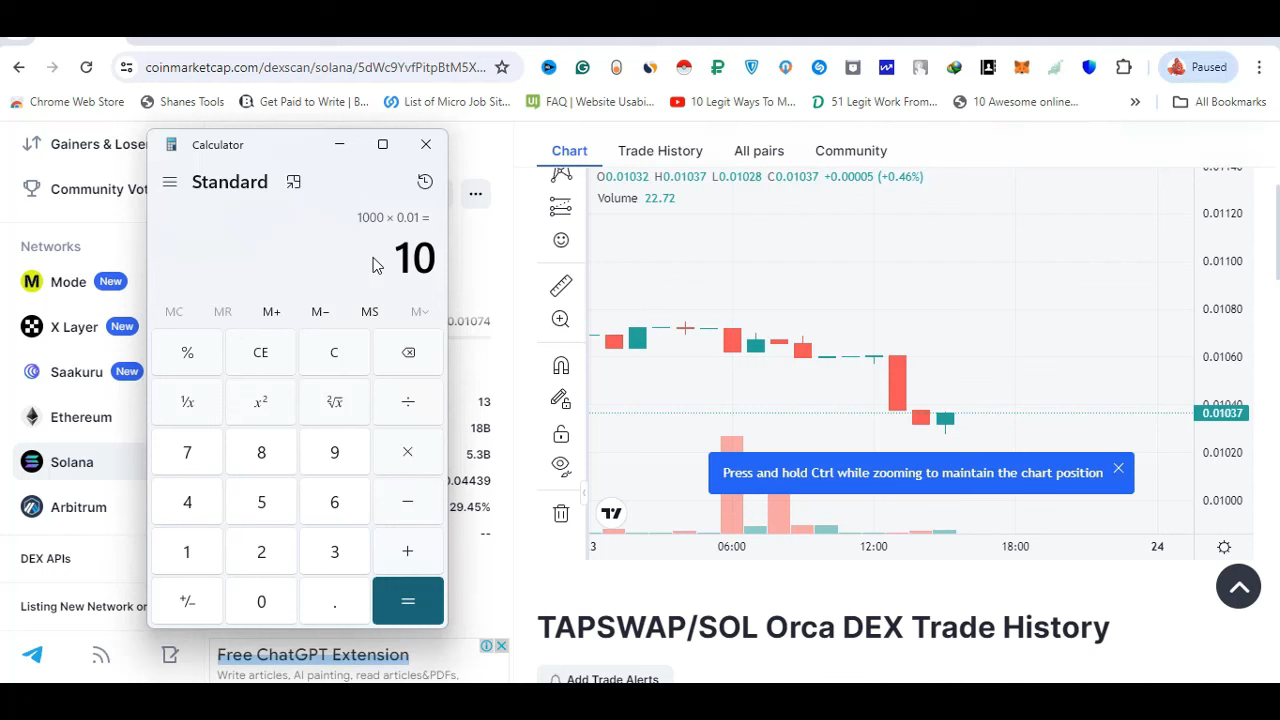 coinmarketcap.com/dexscan/solana/5dWc9YvfPitpBtM5X...
Paused
Chrome Web Store
Shanes Tools
Get Paid to Write | B...
List of Micro Job Sit...
FAQ | Website Usabi...
10 Legit Ways To M...
51 Legit Work From...
10 Awesome online...
»
All Bookmarks
Gainers & Lose
Community Vot
...
Networks
Mode New
X Layer New
Saakuru New
Ethereum
Solana
Arbitrum
DEX APIs
Listing New Network or
Calculator
Standard
1000 × 0.01 =
10
MC MR M+ M− MS M˅
% CE C
¹/x x² ²√x ÷
7 8 9 ×
4 5 6 −
1 2 3 +
+/− 0 . =
0.01074
13
18B
5.3B
0.04439
29.45%
--
Free ChatGPT Extension
Write articles, AI painting, read articles&PDFs,
Chart
Trade History
All pairs
Community
O0.01032 H0.01037 L0.01028 C0.01037 +0.00005 (+0.46%)
Volume 22.72
0.01140
0.01120
0.01100
0.01080
0.01060
0.01040
0.01037
0.01020
0.01000
Press and hold Ctrl while zooming to maintain the chart position
3
06:00
12:00
18:00
24
TAPSWAP/SOL Orca DEX Trade History
Add Trade Alerts